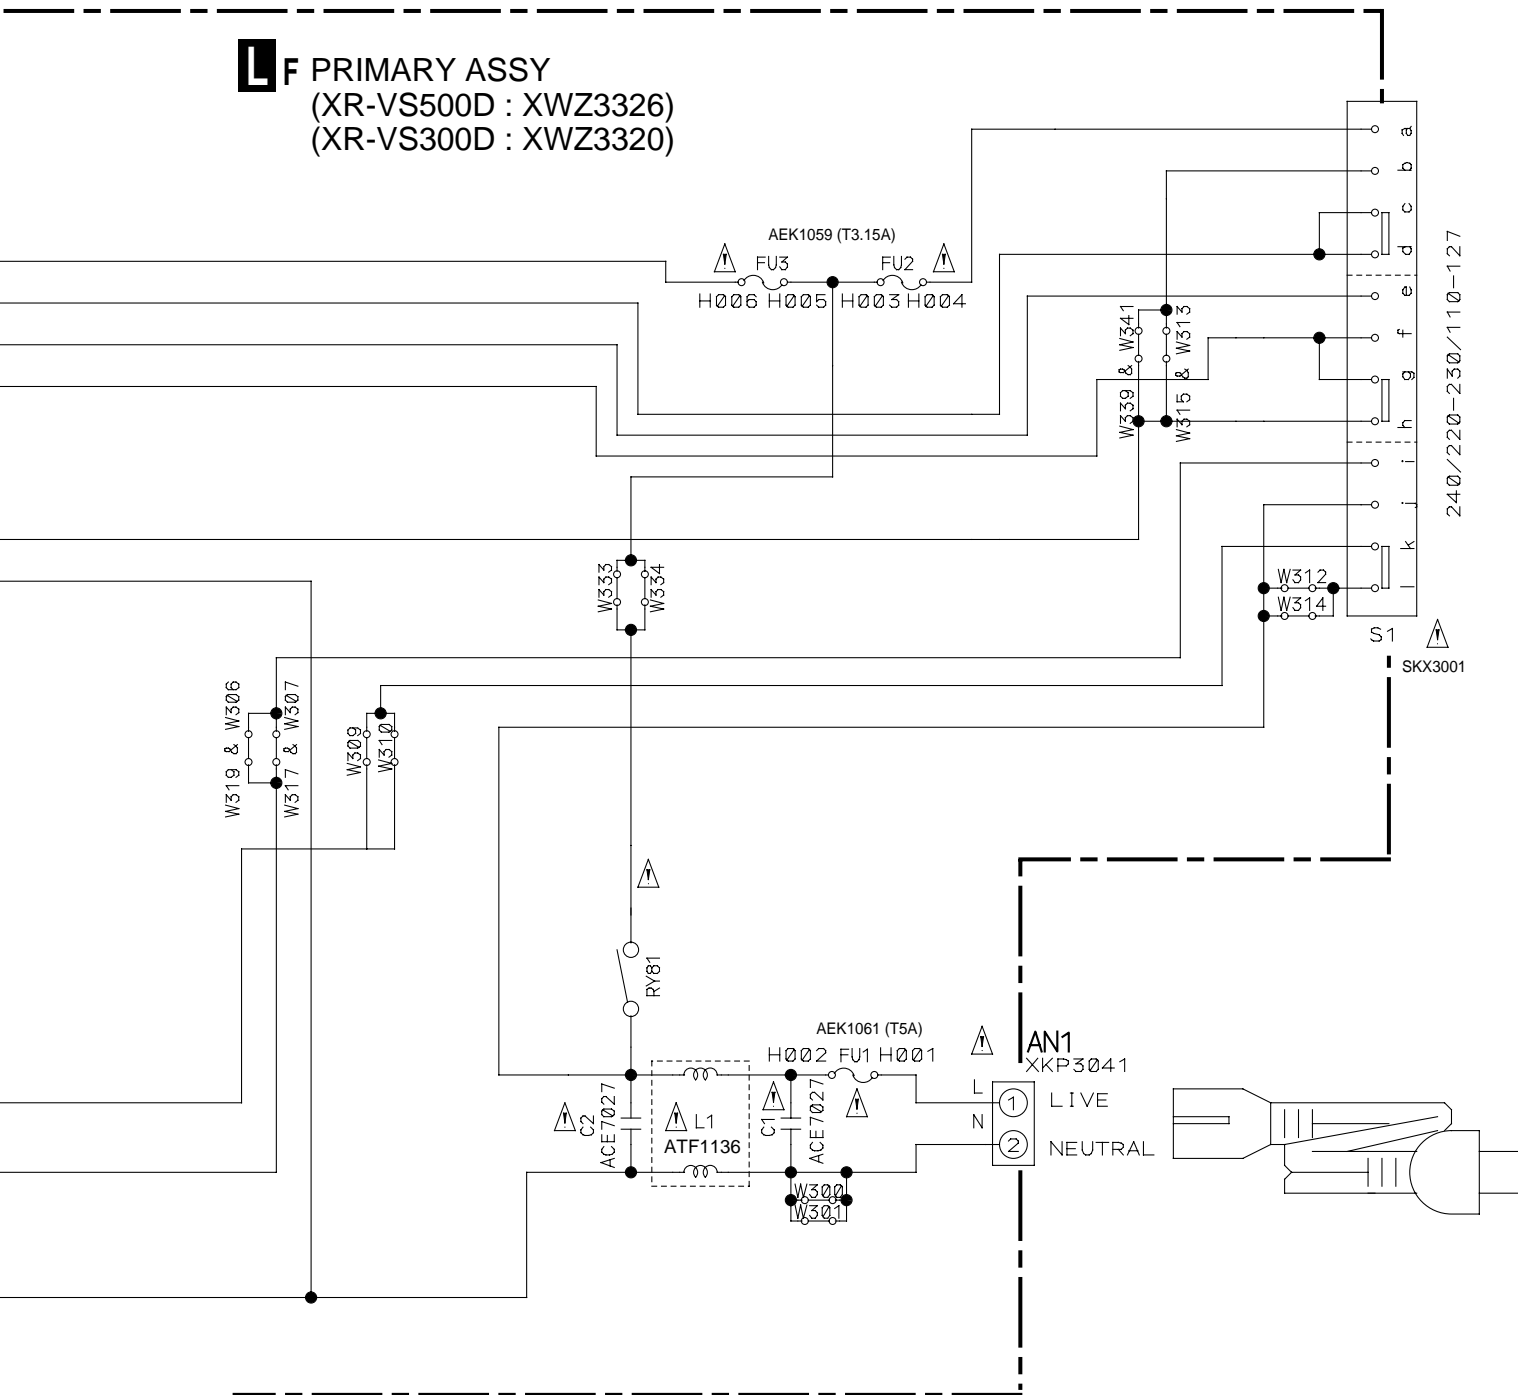 L F PRIMARY ASSY
(XR-VS500D : XWZ3326)
(XR-VS300D : XWZ3320)
a
b
c
d
e
f
g
h
i
j
k
l
240/220-230/110-127
AEK1059 (T3.15A)
FU3
FU2
H006 H005 H003 H004
W339 & W341
W315 & W313
W333
W334
W312
W314
S1
SKX3001
W319 & W306
W317 & W307
W309
W310
RY81
AEK1061 (T5A)
H002 FU1 H001
AN1
XKP3041
L
1 LIVE
N
2 NEUTRAL
C2
ACE7027
L1
ATF1136
C1
ACE7027
W300
W301